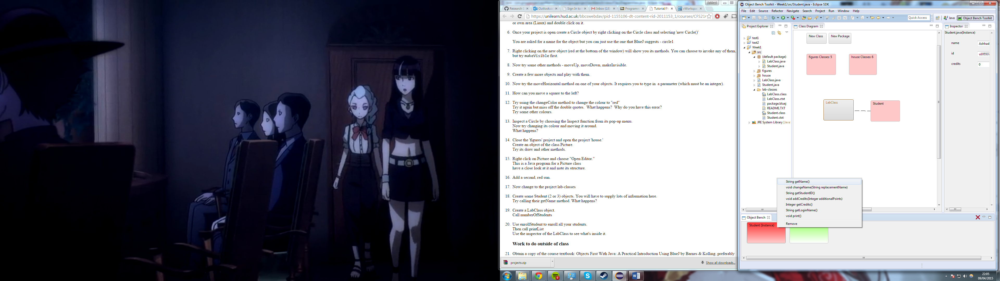 Ashhad
Research E
Outlook.co
Sign In to
Inbox (18)
Programm
Tutorial/Pr
vWorkspac
https://unilearn.hud.ac.uk/bbcswebdav/pid-1155106-dt-content-rid-2011153_1/courses/CFS21
or own area (Linux) and double click on it.
6. Once your project is open create a Circle object by right clicking on the Circle class and selecting 'new Circle()'
You are asked for a name for the object but you can just use the one that BlueJ suggests - circle1
7. Right clicking on the new object (red at the bottom of the window) will show you its methods. You can choose to invoke any of them,
but try makeVisible first.
8. Now try some other methods - moveUp, moveDown, makeInvisible.
9. Create a few more objects and play with them.
10. Now try the moveHorizontal method on one of your objects. It requires you to type in a parameter (which must be an integer).
11. How can you move a square to the left?
12. Try using the changeColor method to change the colour to "red"
Try it again but miss off the double quotes. What happens? Why do you have this error?
Try some other colours.
13. Inspect a Circle by choosing the Inspect function from its pop-up menu.
Now try changing its colour and moving it around.
What happens?
14. Close the 'figures' project and open the project 'house.'
Create an object of the class Picture.
Try its draw and other methods.
15. Right click on Picture and choose "Open Editor."
This is a Java program for a Picture class
have a close look at it and note its structure.
16. Add a second, red sun.
17. Now change to the project lab-classes
18. Create some Student (2 or 3) objects. You will have to supply lots of information here.
Try calling their getName method. What happens?
19. Create a LabClass object.
Call numberOfStudents
20. Use enrollStudent to enroll all your students.
Then call printList
Use the inspector of the LabClass to see what's inside it.
Work to do outside of class
21. Obtain a copy of the course textbook: Objects First With Java: A Practical Introduction Using BlueJ by Barnes & Kolling, preferably
projects.zip
Show all downloads...
Object Bench Toolkit - Week1/src/Student.java - Eclipse SDK
File Edit Source Refactor Navigate Search Project Run Window Help
Quick Access
Java
Object Bench Toolkit
Project Explorer
test1
test2
Week1
src
(default package)
LabClass.java
Student.java
figures
house
LabClass.java
Student.java
lab-classes
LabClass.class
LabClass.ctxt
package.bluej
README.TXT
Student.class
Student.ctxt
JRE System Library [Java
Class Diagram
New Class
New Package
figures Classes: 5
house Classes: 6
LabClass
Student
Inspector
Student.java(Instance)
name Ashhad
id u105537
credits 0
String getName()
void changeName(String replacementName)
String getStudentID()
void addCredits(Integer additionalPoints)
Integer getCredits()
String getLoginName()
void print()
Remove
Object Bench
Student (Instance)
22:05
09/04/2015